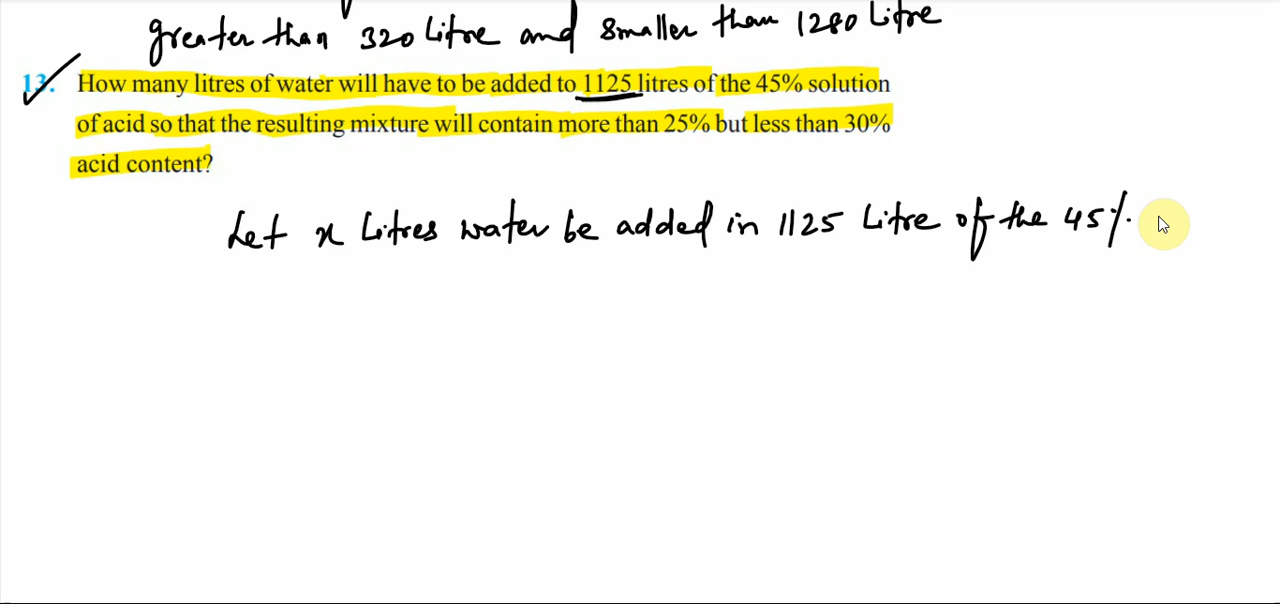 greater than 320 Litre and smaller than 1280 Litre
13. How many litres of water will have to be added to 1125 litres of the 45% solution
of acid so that the resulting mixture will contain more than 25% but less than 30%
acid content?
Let x Litres water be added in 1125 Litre of the 45%.